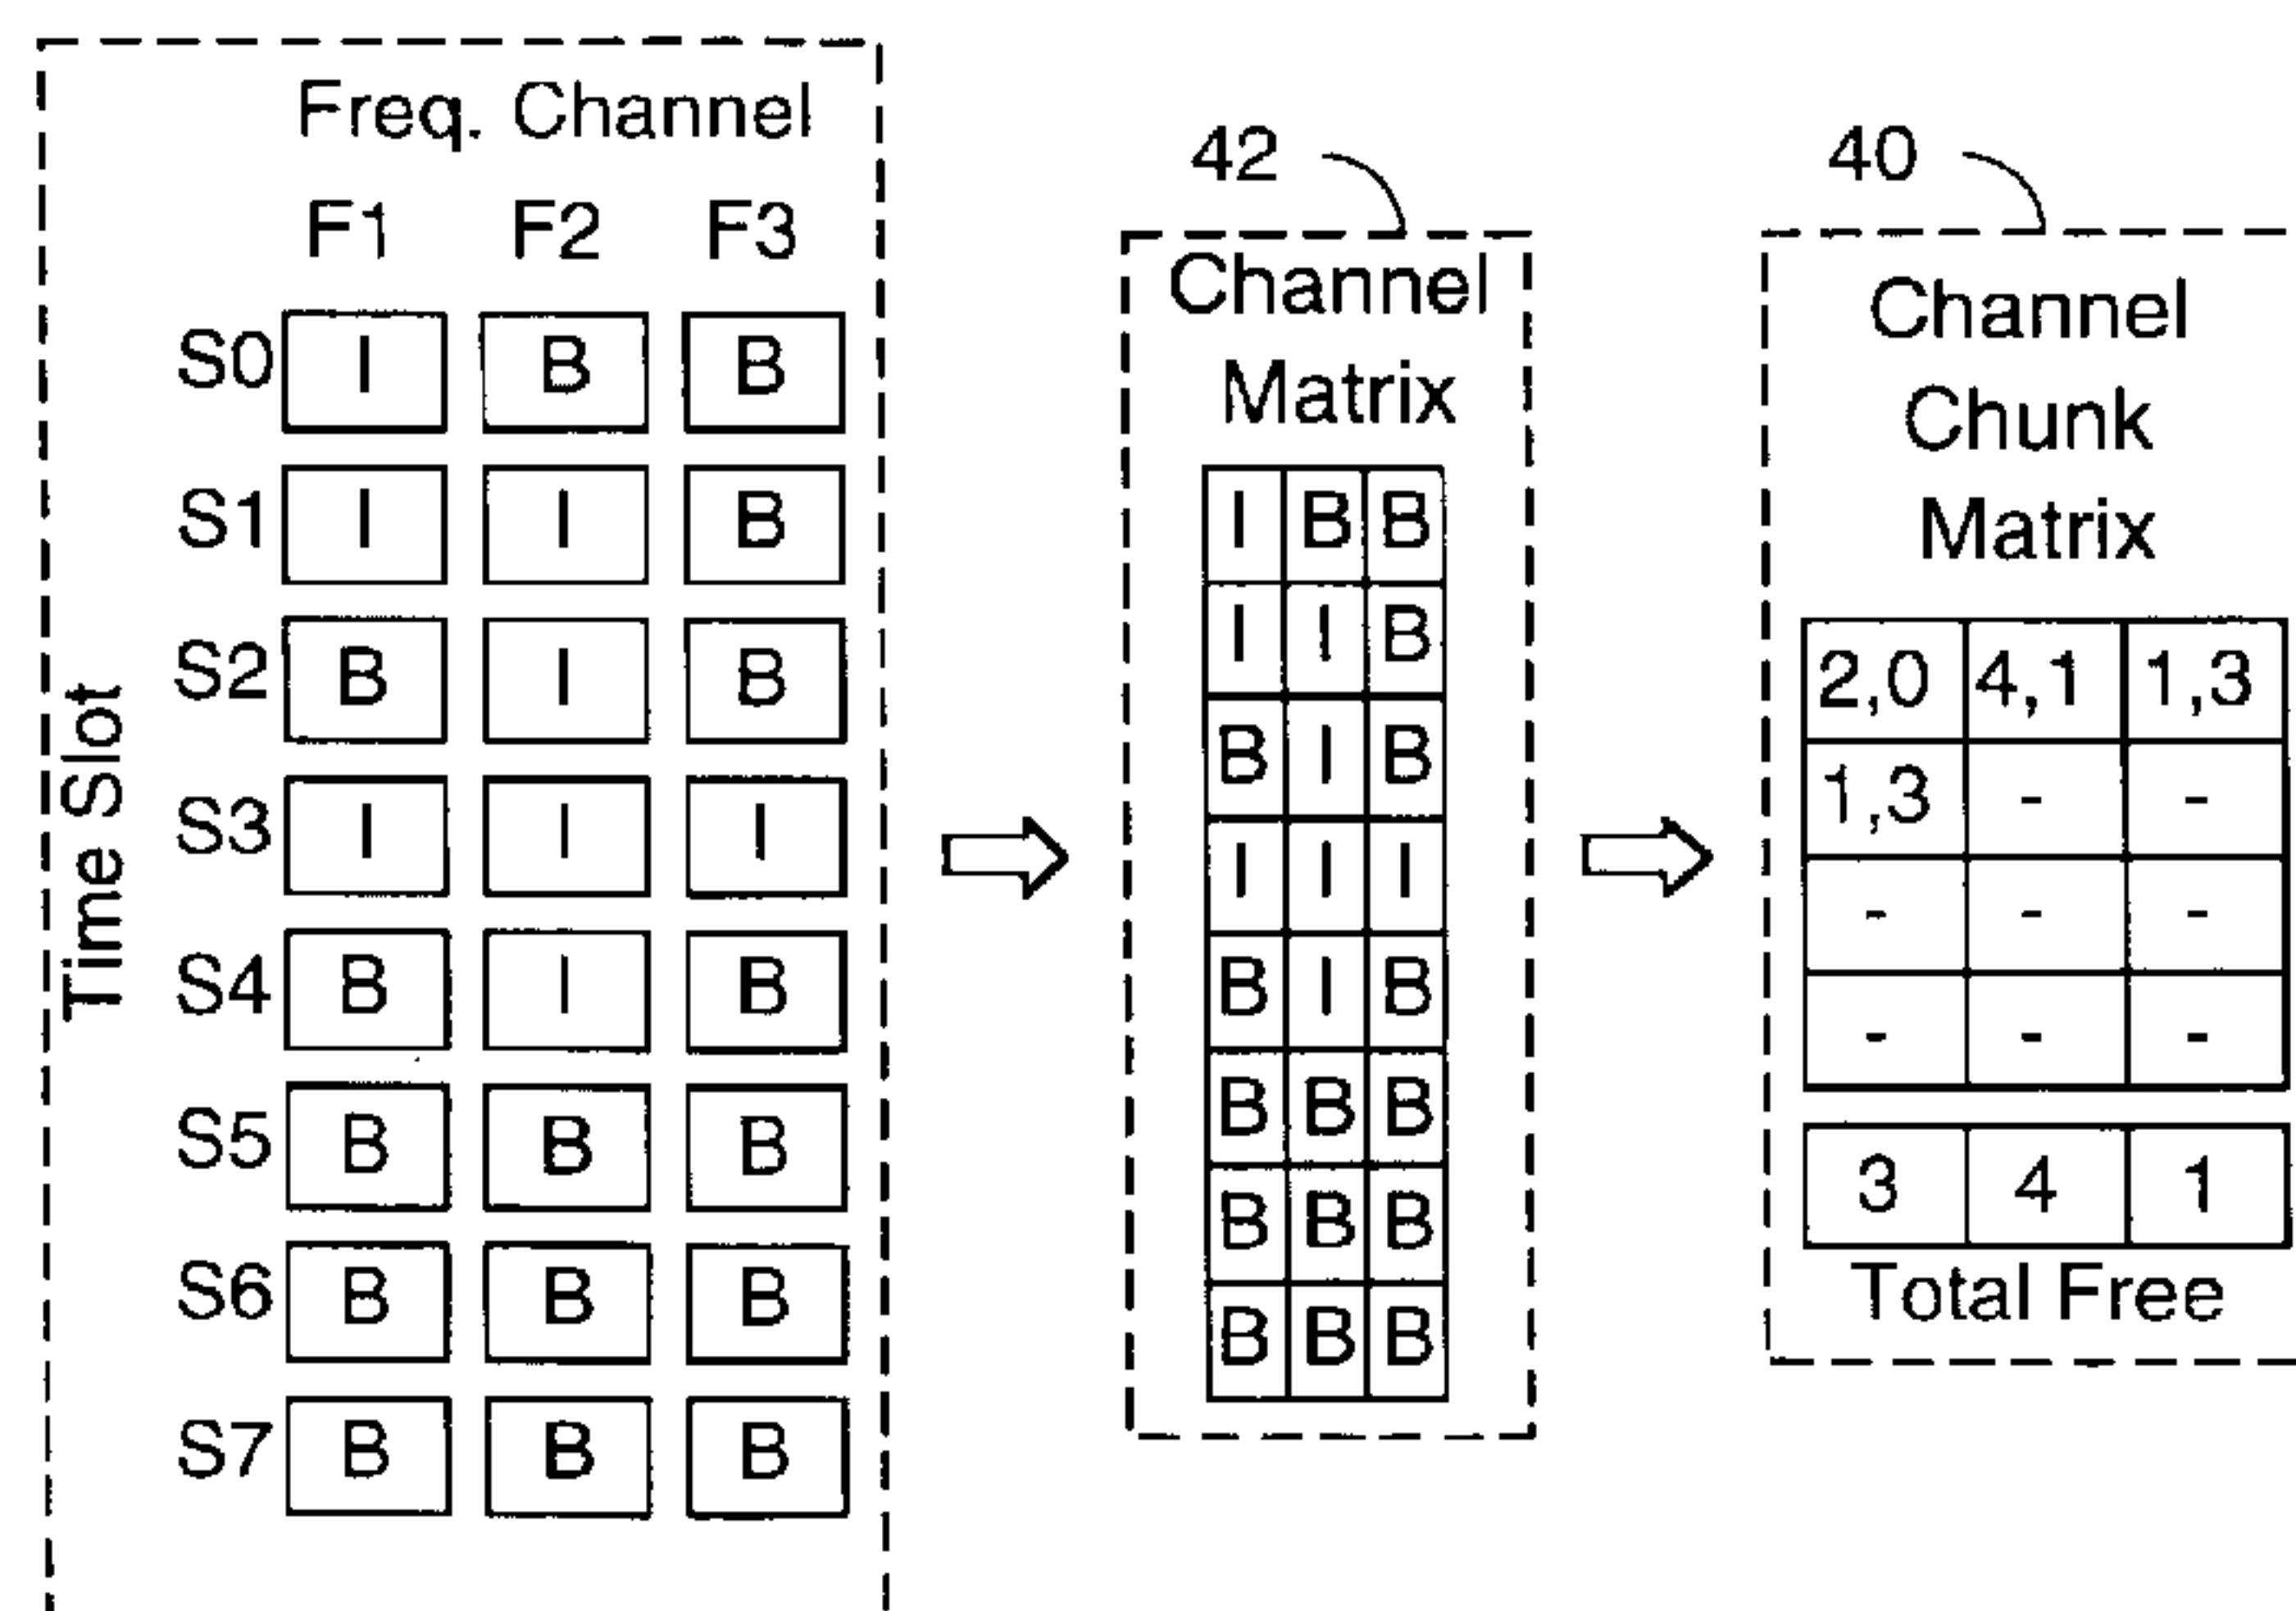 Freq. Channel
F1 F2 F3
Time Slot
S0 I B B
S1 I I B
S2 B I B
S3 I I I
S4 B I B
S5 B B B
S6 B B B
S7 B B B
42
Channel
Matrix
I B B
I I B
B I B
I I I
B I B
B B B
B B B
B B B
40
Channel
Chunk
Matrix
2,0 4,1 1,3
1,3 - -
- - -
- - -
3 4 1
Total Free